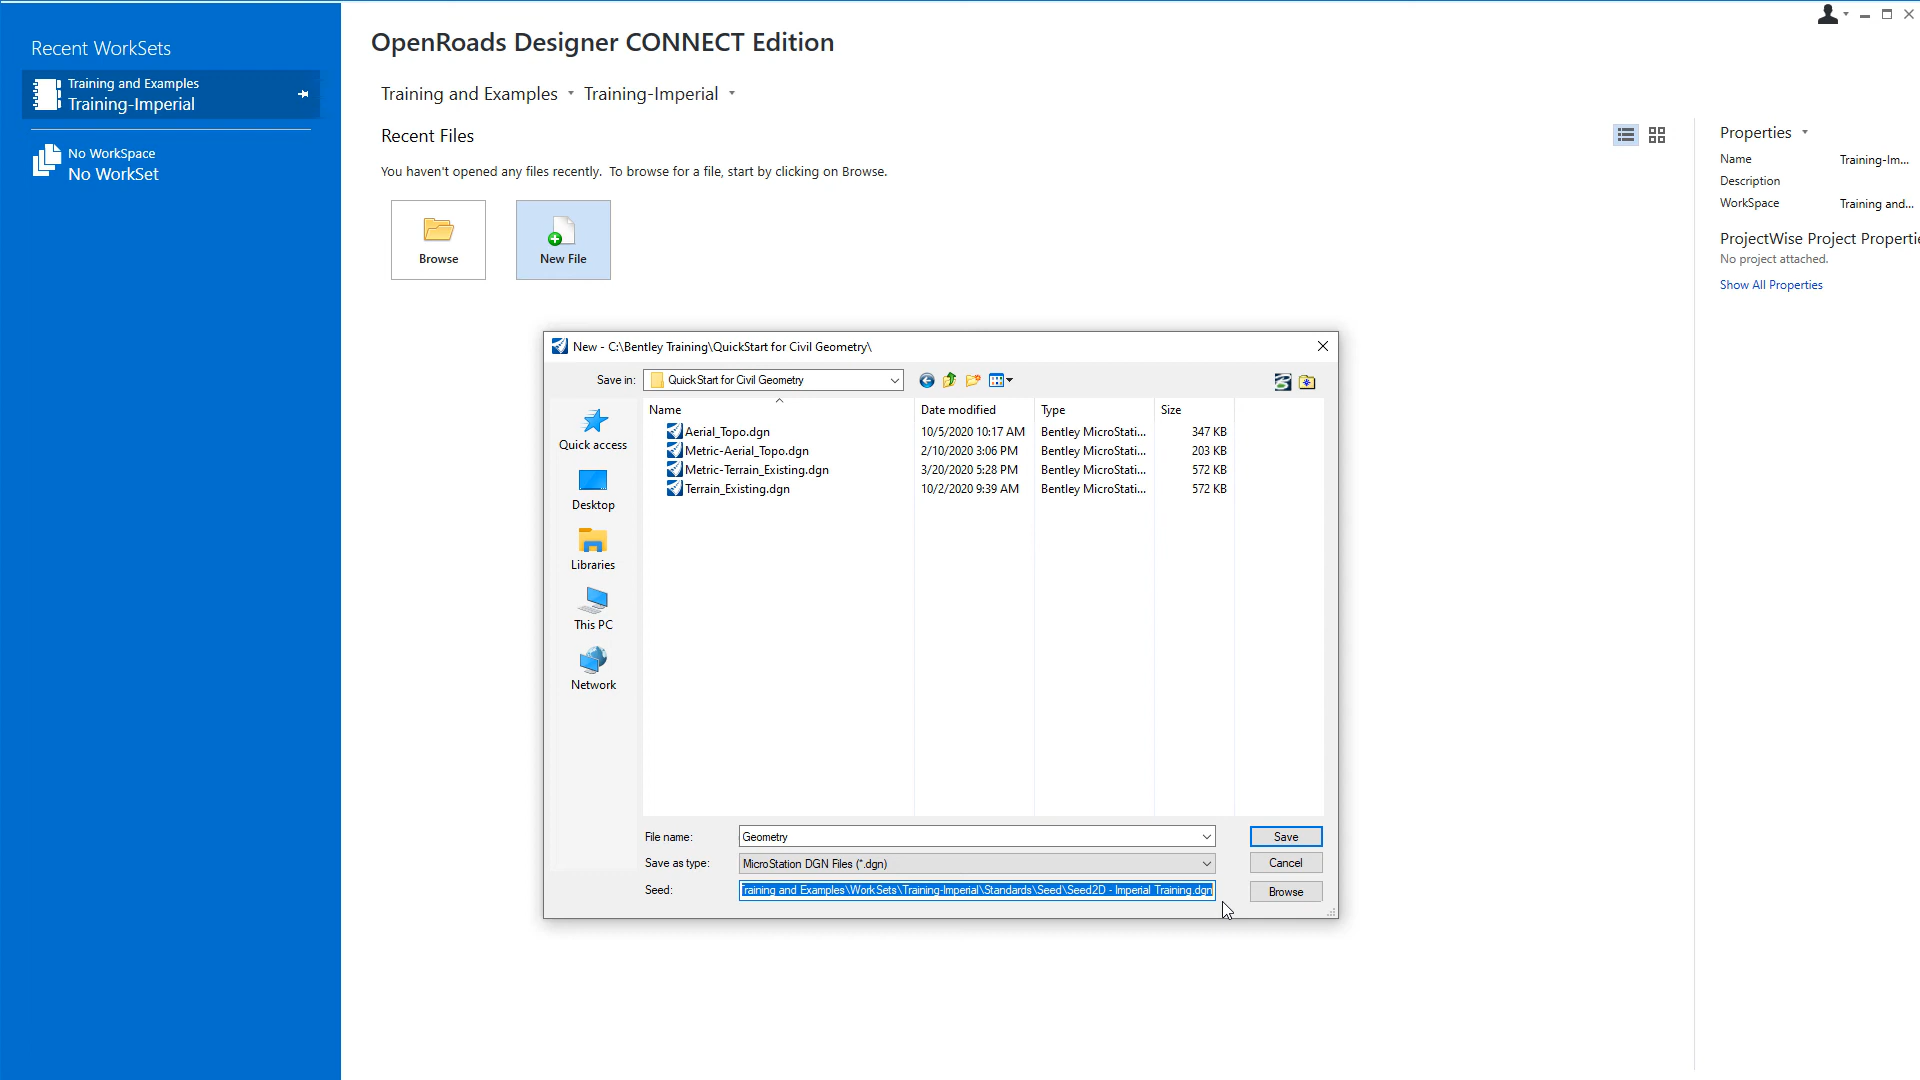 Recent WorkSets
Training and Examples
Training-Imperial
No WorkSpace
No WorkSet
OpenRoads Designer CONNECT Edition
Training and Examples Training-Imperial
Recent Files
You haven't opened any files recently. To browse for a file, start by clicking on Browse.
Browse
New File
Properties
Name Training-Im...
Description
WorkSpace Training and...
ProjectWise Project Properti
No project attached.
Show All Properties
New - C:\Bentley Training\QuickStart for Civil Geometry\
Save in: QuickStart for Civil Geometry
Quick access
Desktop
Libraries
This PC
Network
Name Date modified Type Size
Aerial_Topo.dgn 10/5/2020 10:17 AM Bentley MicroStati... 347 KB
Metric-Aerial_Topo.dgn 2/10/2020 3:06 PM Bentley MicroStati... 203 KB
Metric-Terrain_Existing.dgn 3/20/2020 5:28 PM Bentley MicroStati... 572 KB
Terrain_Existing.dgn 10/2/2020 9:39 AM Bentley MicroStati... 572 KB
File name: Geometry Save
Save as type: MicroStation DGN Files (*.dgn) Cancel
Seed: raining and Examples\WorkSets\Training-Imperial\Standards\Seed\Seed2D - Imperial Training.dgn Browse